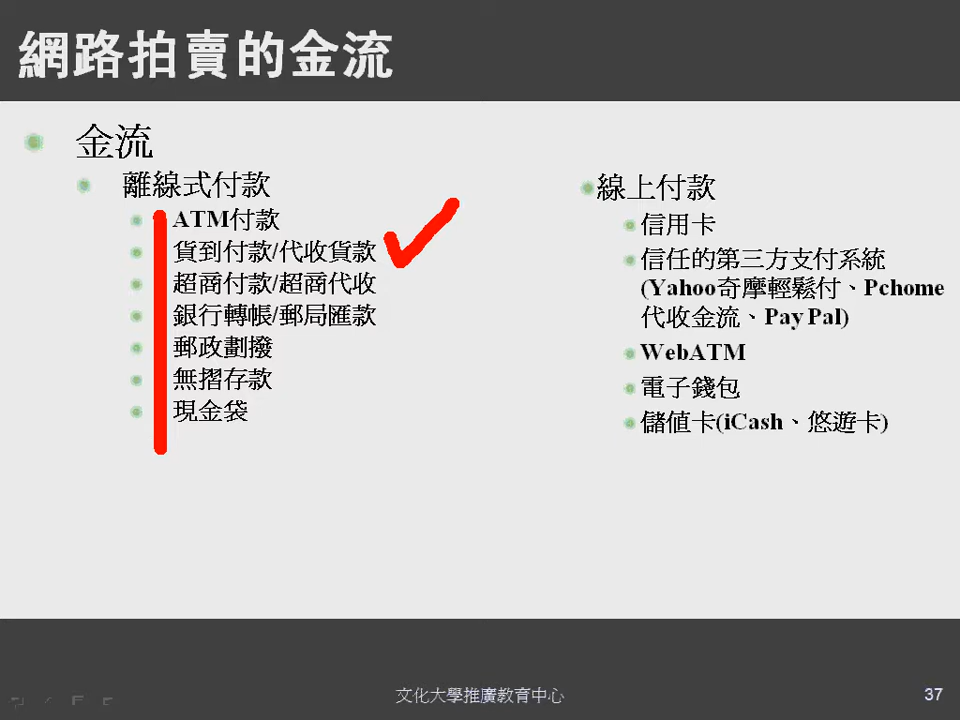 網路拍賣的金流
金流
離線式付款
ATM付款
貨到付款/代收貨款
超商付款/超商代收
銀行轉帳/郵局匯款
郵政劃撥
無摺存款
現金袋
線上付款
信用卡
信任的第三方支付系統
(Yahoo奇摩輕鬆付、Pchome
代收金流、Pay Pal)
WebATM
電子錢包
儲值卡(iCash、悠遊卡)
文化大學推廣教育中心
37